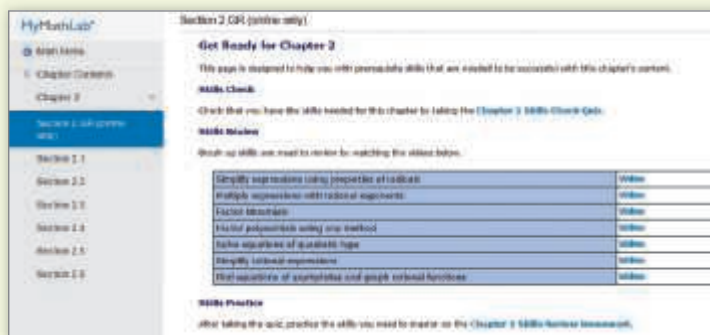 MyMathLab®
Main Menu
Chapter Contents
Chapter 2
Section 2.GR (online only)
Section 2.1
Section 2.2
Section 2.3
Section 2.4
Section 2.5
Section 2.6
Section 2.GR (online only)
Get Ready for Chapter 2
This page is designed to help you with prerequisite skills that are needed to be successful with this chapter's content.
Skills Check
Check that you have the skills needed for this chapter by taking the Chapter 2 Skills Check Quiz.
Skills Review
Brush up skills you need to review by watching the videos below.
Simplify expressions using properties of radicals Video
Multiply expressions with rational exponents Video
Factor binomials Video
Factor polynomials using any method Video
Solve equations of quadratic type Video
Simplify rational expressions Video
Find equations of asymptotes and graph rational functions Video
Skills Practice
After taking the quiz, practice the skills you need to master on the Chapter 2 Skills Review Homework.